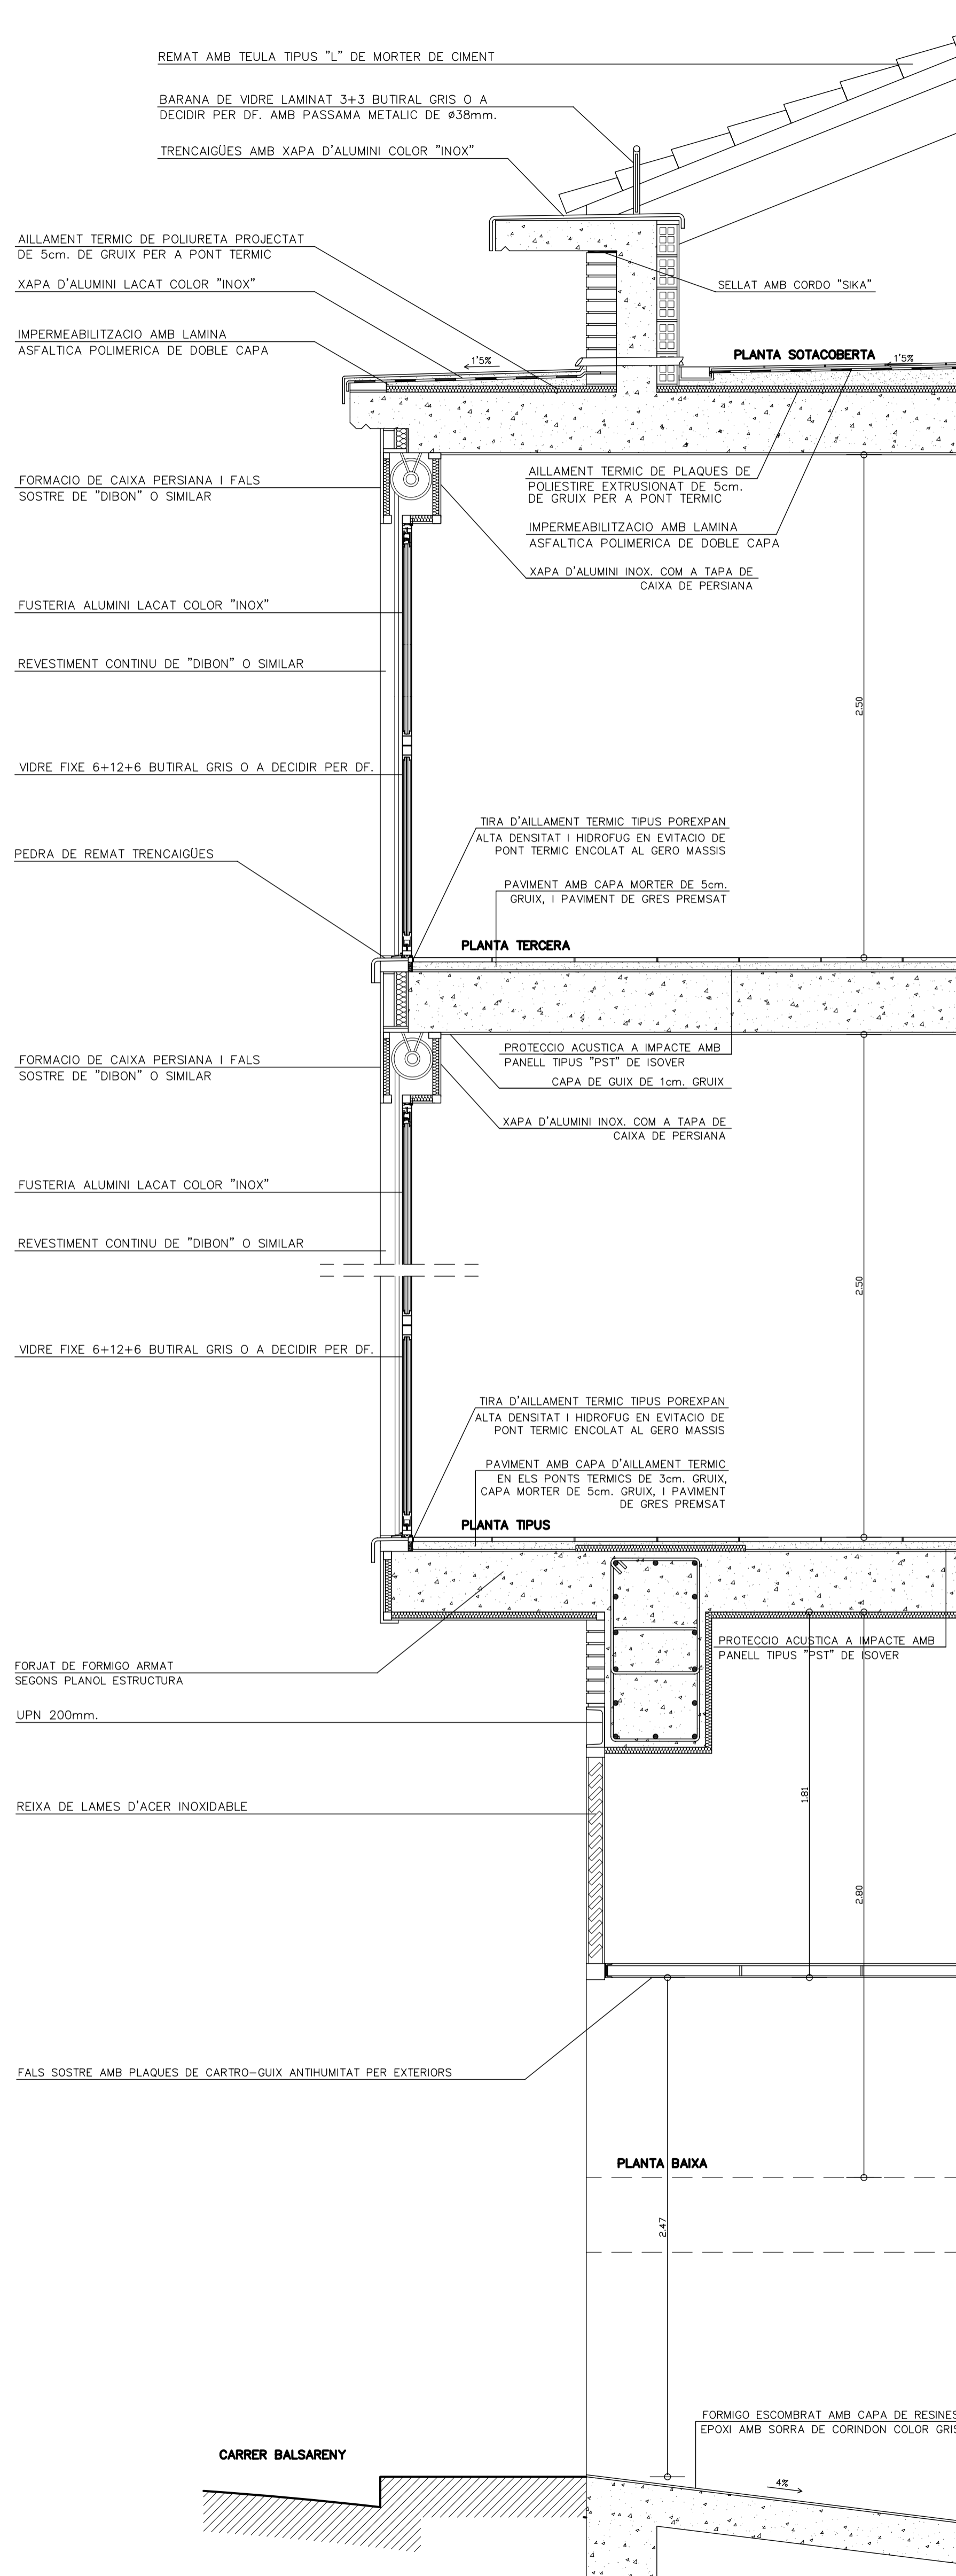 REMAT AMB TEULA TIPUS "L" DE MORTER DE CIMENT
BARANA DE VIDRE LAMINAT 3+3 BUTIRAL GRIS O A
DECIDIR PER DF. AMB PASSAMA METALIC DE ø38mm.
TRENCAIGÜES AMB XAPA D'ALUMINI COLOR "INOX"
AILLAMENT TERMIC DE POLIURETA PROJECTAT
DE 5cm. DE GRUIX PER A PONT TERMIC
XAPA D'ALUMINI LACAT COLOR "INOX"
SELLAT AMB CORDO "SIKA"
IMPERMEABILITZACIO AMB LAMINA
ASFALTICA POLIMERICA DE DOBLE CAPA
PLANTA SOTACOBERTA
1'5%
1'5%
FORMACIO DE CAIXA PERSIANA I FALS
SOSTRE DE "DIBON" O SIMILAR
AILLAMENT TERMIC DE PLAQUES DE
POLIESTIRE EXTRUSIONAT DE 5cm.
DE GRUIX PER A PONT TERMIC
IMPERMEABILITZACIO AMB LAMINA
ASFALTICA POLIMERICA DE DOBLE CAPA
XAPA D'ALUMINI INOX. COM A TAPA DE
CAIXA DE PERSIANA
FUSTERIA ALUMINI LACAT COLOR "INOX"
REVESTIMENT CONTINU DE "DIBON" O SIMILAR
2.50
VIDRE FIXE 6+12+6 BUTIRAL GRIS O A DECIDIR PER DF.
TIRA D'AILLAMENT TERMIC TIPUS POREXPAN
ALTA DENSITAT I HIDROFUG EN EVITACIO DE
PONT TERMIC ENCOLAT AL GERO MASSIS
PEDRA DE REMAT TRENCAIGÜES
PAVIMENT AMB CAPA MORTER DE 5cm.
GRUIX, I PAVIMENT DE GRES PREMSAT
PLANTA TERCERA
PROTECCIO ACUSTICA A IMPACTE AMB
PANELL TIPUS "PST" DE ISOVER
FORMACIO DE CAIXA PERSIANA I FALS
SOSTRE DE "DIBON" O SIMILAR
CAPA DE GUIX DE 1cm. GRUIX
XAPA D'ALUMINI INOX. COM A TAPA DE
CAIXA DE PERSIANA
FUSTERIA ALUMINI LACAT COLOR "INOX"
REVESTIMENT CONTINU DE "DIBON" O SIMILAR
2.50
VIDRE FIXE 6+12+6 BUTIRAL GRIS O A DECIDIR PER DF.
TIRA D'AILLAMENT TERMIC TIPUS POREXPAN
ALTA DENSITAT I HIDROFUG EN EVITACIO DE
PONT TERMIC ENCOLAT AL GERO MASSIS
PAVIMENT AMB CAPA D'AILLAMENT TERMIC
EN ELS PONTS TERMICS DE 3cm. GRUIX,
CAPA MORTER DE 5cm. GRUIX, I PAVIMENT
DE GRES PREMSAT
PLANTA TIPUS
PROTECCIO ACUSTICA A IMPACTE AMB
PANELL TIPUS "PST" DE ISOVER
FORJAT DE FORMIGO ARMAT
SEGONS PLANOL ESTRUCTURA
UPN 200mm.
REIXA DE LAMES D'ACER INOXIDABLE
1.81
2.80
FALS SOSTRE AMB PLAQUES DE CARTRO-GUIX ANTIHUMITAT PER EXTERIORS
PLANTA BAIXA
2.47
FORMIGO ESCOMBRAT AMB CAPA DE RESINES
EPOXI AMB SORRA DE CORINDON COLOR GRIS
CARRER BALSARENY
4%